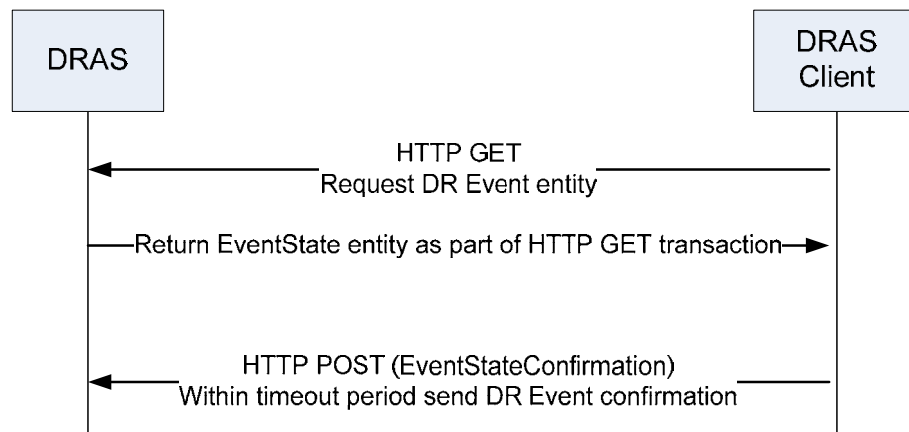 DRAS
DRAS
Client
HTTP GET
Request DR Event entity
Return EventState entity as part of HTTP GET transaction
HTTP POST (EventStateConfirmation)
Within timeout period send DR Event confirmation